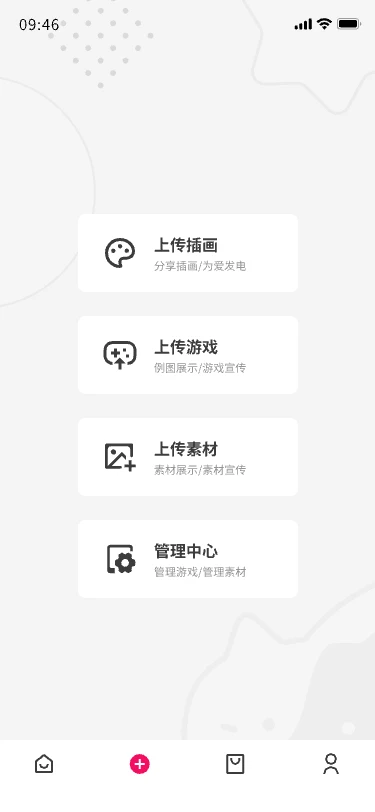 09:46
上传插画
分享插画/为爱发电
上传游戏
例图展示/游戏宣传
上传素材
素材展示/素材宣传
管理中心
管理游戏/管理素材